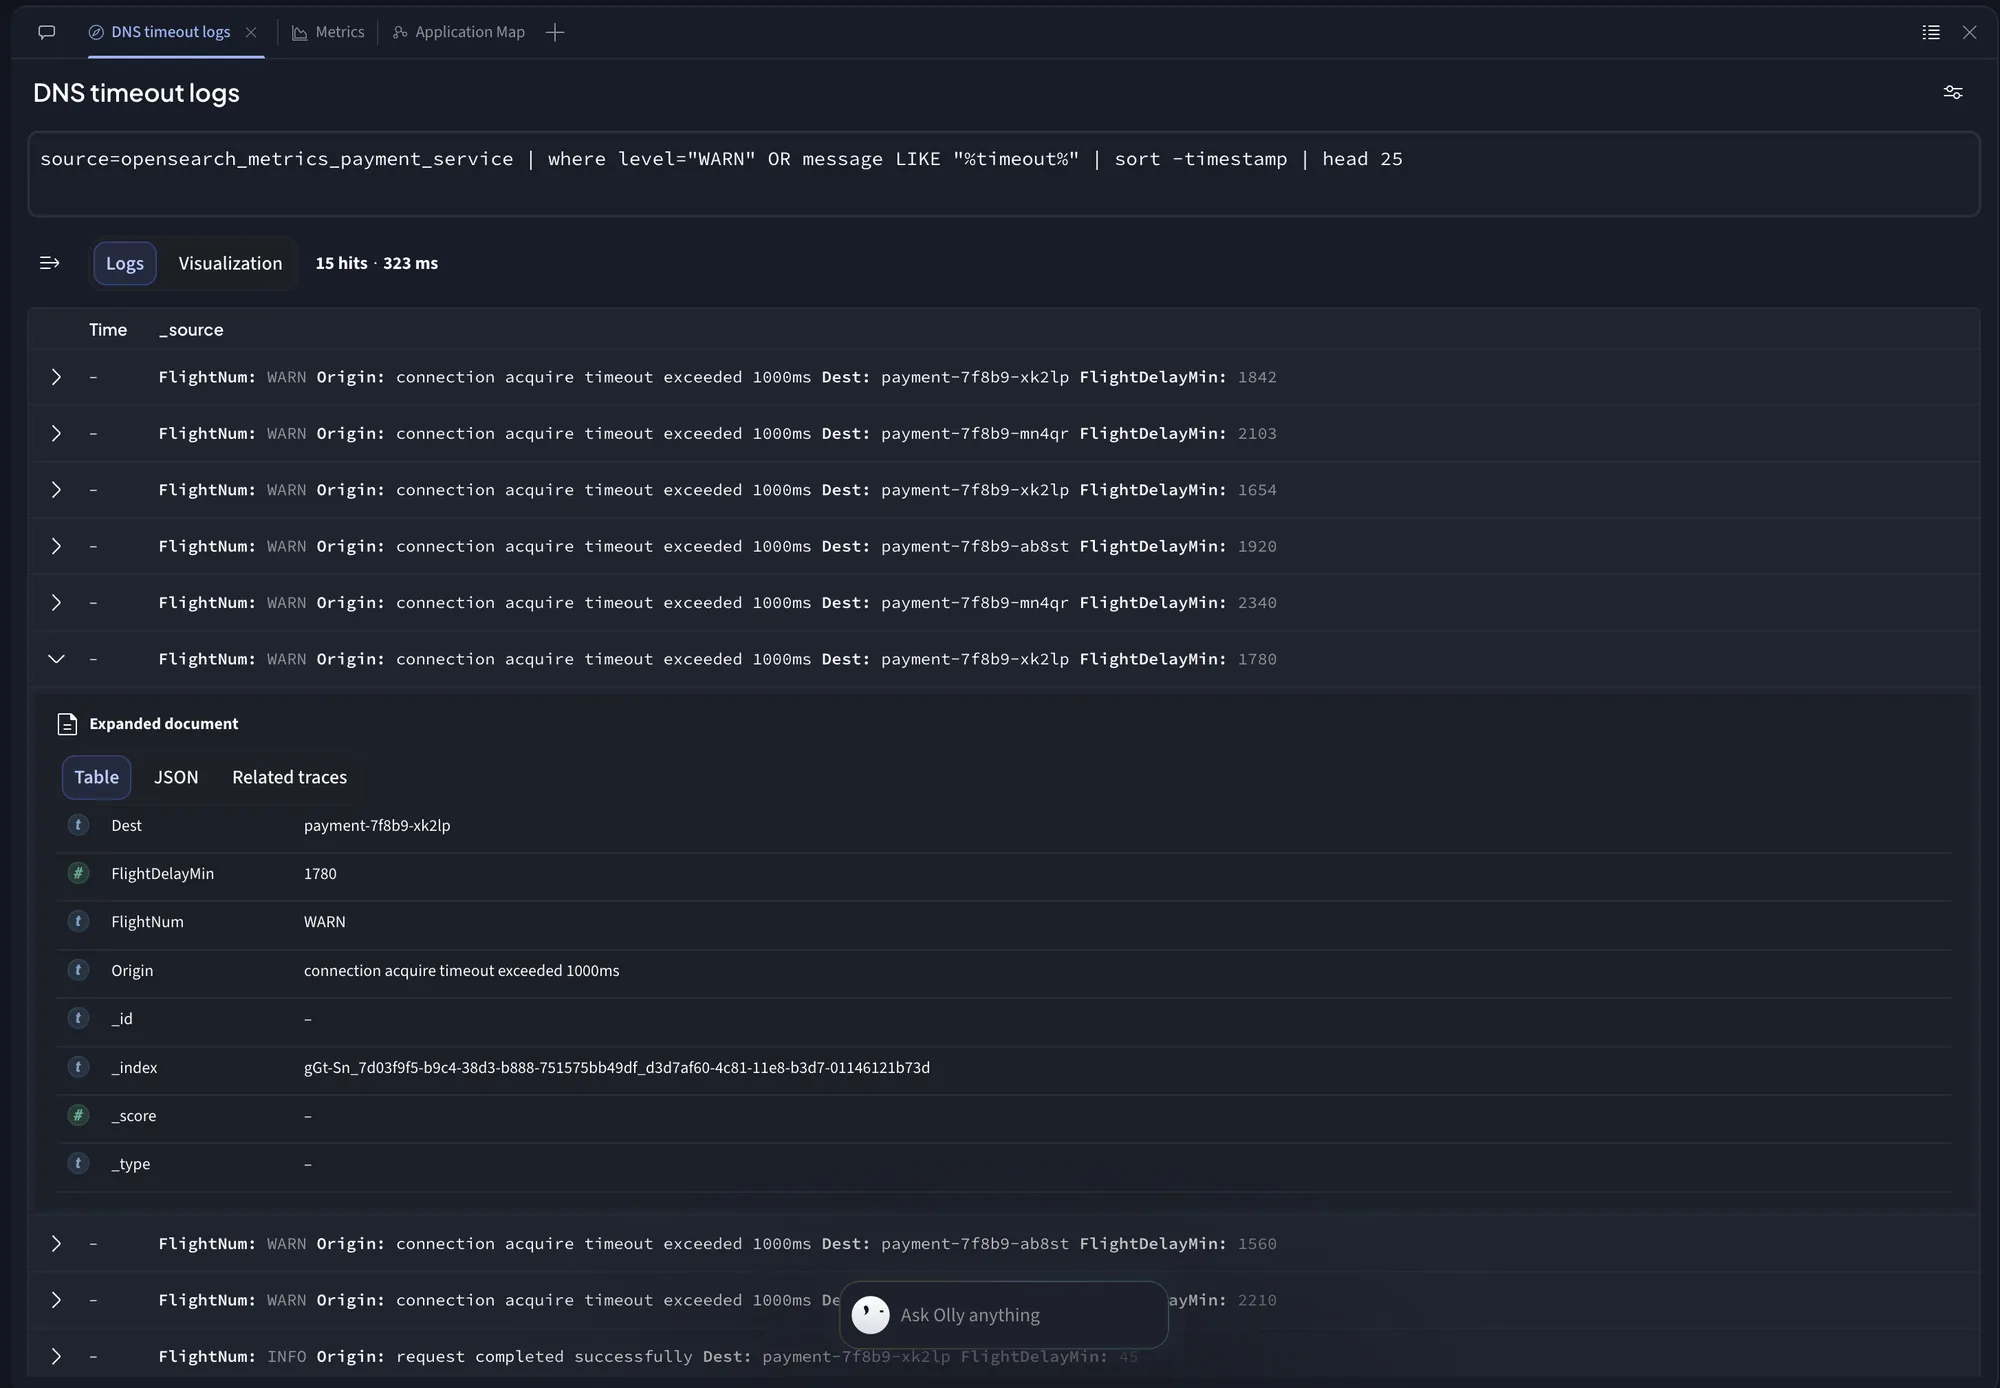 DNS timeout logs
Metrics
Application Map
DNS timeout logs
source=opensearch_metrics_payment_service | where level="WARN" OR message LIKE "%timeout%" | sort -timestamp | head 25
Logs Visualization 15 hits · 323 ms
Time _source
– FlightNum: WARN Origin: connection acquire timeout exceeded 1000ms Dest: payment-7f8b9-xk2lp FlightDelayMin: 1842
– FlightNum: WARN Origin: connection acquire timeout exceeded 1000ms Dest: payment-7f8b9-mn4qr FlightDelayMin: 2103
– FlightNum: WARN Origin: connection acquire timeout exceeded 1000ms Dest: payment-7f8b9-xk2lp FlightDelayMin: 1654
– FlightNum: WARN Origin: connection acquire timeout exceeded 1000ms Dest: payment-7f8b9-ab8st FlightDelayMin: 1920
– FlightNum: WARN Origin: connection acquire timeout exceeded 1000ms Dest: payment-7f8b9-mn4qr FlightDelayMin: 2340
– FlightNum: WARN Origin: connection acquire timeout exceeded 1000ms Dest: payment-7f8b9-xk2lp FlightDelayMin: 1780
Expanded document
Table JSON Related traces
t Dest payment-7f8b9-xk2lp
# FlightDelayMin 1780
t FlightNum WARN
t Origin connection acquire timeout exceeded 1000ms
t _id –
t _index gGt-Sn_7d03f9f5-b9c4-38d3-b888-751575bb49df_d3d7af60-4c81-11e8-b3d7-01146121b73d
# _score –
t _type –
– FlightNum: WARN Origin: connection acquire timeout exceeded 1000ms Dest: payment-7f8b9-ab8st FlightDelayMin: 1560
– FlightNum: WARN Origin: connection acquire timeout exceeded 1000ms De ayMin: 2210
Ask Olly anything
– FlightNum: INFO Origin: request completed successfully Dest: payment-7f8b9-xk2lp FlightDelayMin: 45